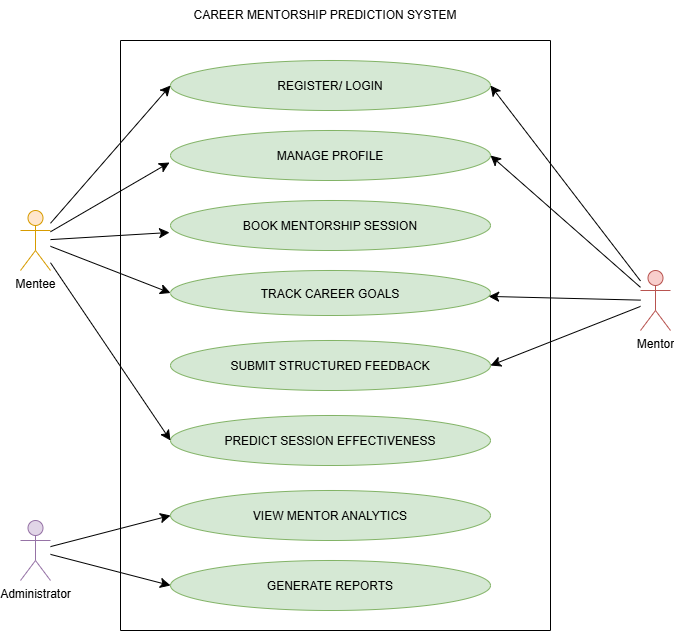 CAREER MENTORSHIP PREDICTION SYSTEM
REGISTER/ LOGIN
MANAGE PROFILE
BOOK MENTORSHIP SESSION
Mentee
TRACK CAREER GOALS
Mentor
SUBMIT STRUCTURED FEEDBACK
PREDICT SESSION EFFECTIVENESS
VIEW MENTOR ANALYTICS
GENERATE REPORTS
Administrator